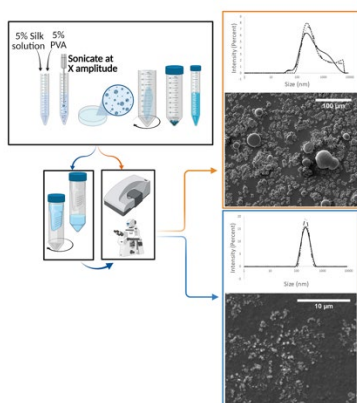 5% Silk
solution
5%
PVA
Sonicate at
X amplitude
Intensity (Percent)
Size (nm)
100 µm
Intensity (Percent)
Size (nm)
10 µm